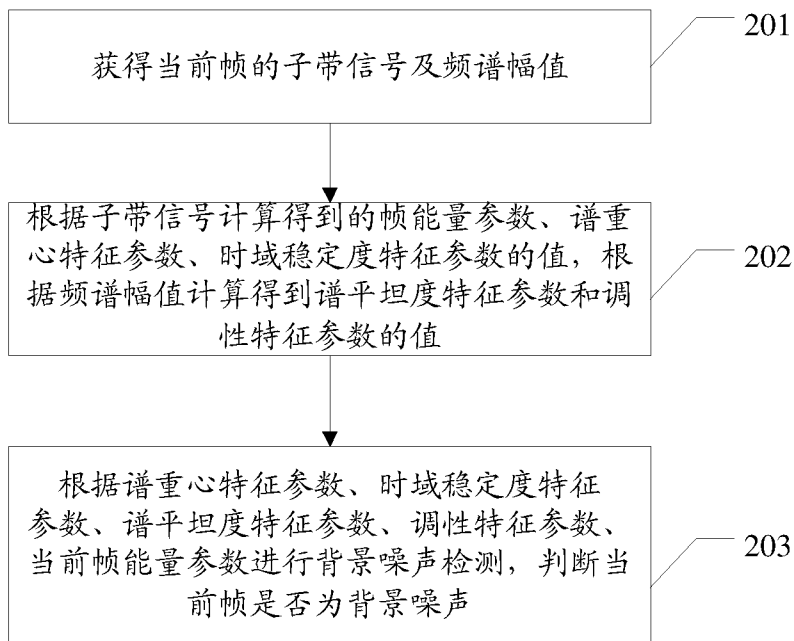 获得当前帧的子带信号及频谱幅值
201
根据子带信号计算得到的帧能量参数、谱重
心特征参数、时域稳定度特征参数的值，根
据频谱幅值计算得到谱平坦度特征参数和调
性特征参数的值
202
根据谱重心特征参数、时域稳定度特征
参数、谱平坦度特征参数、调性特征参数、
当前帧能量参数进行背景噪声检测，判断当
前帧是否为背景噪声
203